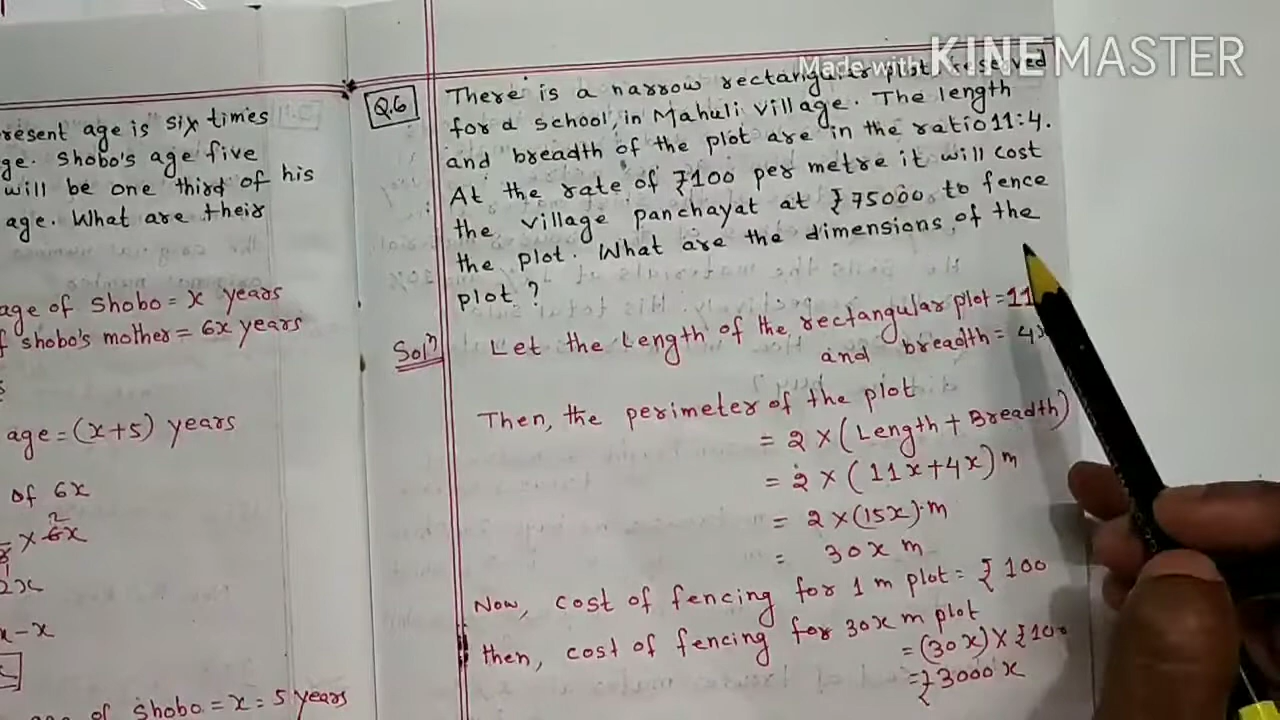 Made with KINEMASTER
resent age is six times
ge. Shobo's age five
will be one third of his
age. What are their
age of Shobo = x years
f shobo's mother = 6x years
age = (x+5) years
of 6x
× 6x
2
2x
x - x
age of Shobo = x = 5 years
Q.6
There is a narrow rectangular plot, reserved
for a school, in Mahuli village. The length
and breadth of the plot are in the ratio 11:4.
At the rate of ₹100 per metre it will cost
the village panchayat at ₹75000 to fence
the plot. What are the dimensions of the
plot ?
Solⁿ
Let the length of the rectangular plot = 11
and breadth = 4x
Then, the perimeter of the plot
= 2 × (Length + Breadth)
= 2 × (11x + 4x) m
= 2 × (15x) m
= 30x m
Now, cost of fencing for 1 m plot = ₹ 100
then, cost of fencing for 30x m plot
= (30x) × ₹100
= ₹3000x